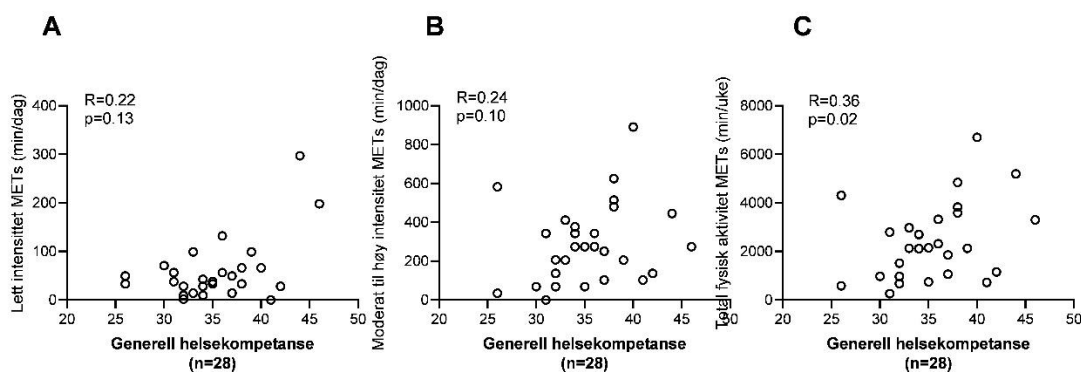 A
Lett intensittet METs (min/dag)
R=0.22
p=0.13
400
300
200
100
0
20 25 30 35 40 45 50
Generell helsekompetanse
(n=28)
B
Moderat til høy intensitet METs (min/dag)
R=0.24
p=0.10
1000
800
600
400
200
0
20 25 30 35 40 45 50
Generell helsekompetanse
(n=28)
C
Total fysisk aktivitet METs (min/uke)
R=0.36
p=0.02
8000
6000
4000
2000
0
20 25 30 35 40 45 50
Generell helsekompetanse
(n=28)